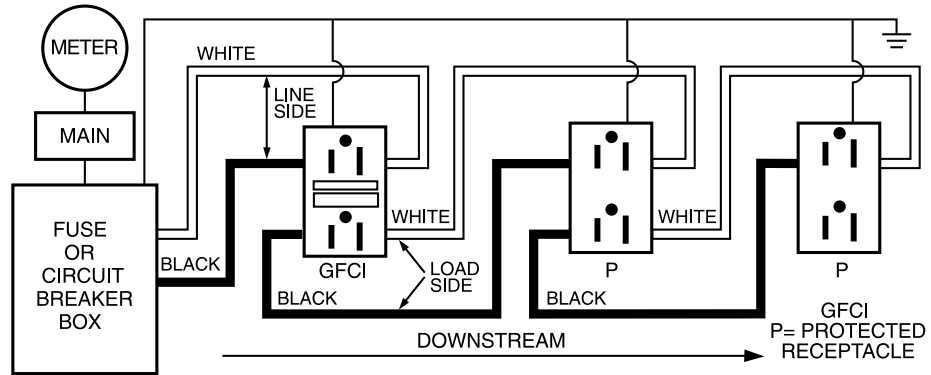 METER
WHITE
LINE
SIDE
MAIN
FUSE
OR
CIRCUIT
BREAKER
BOX
BLACK
WHITE
GFCI
LOAD
SIDE
BLACK
P
WHITE
BLACK
P
GFCI
P= PROTECTED
RECEPTACLE
DOWNSTREAM